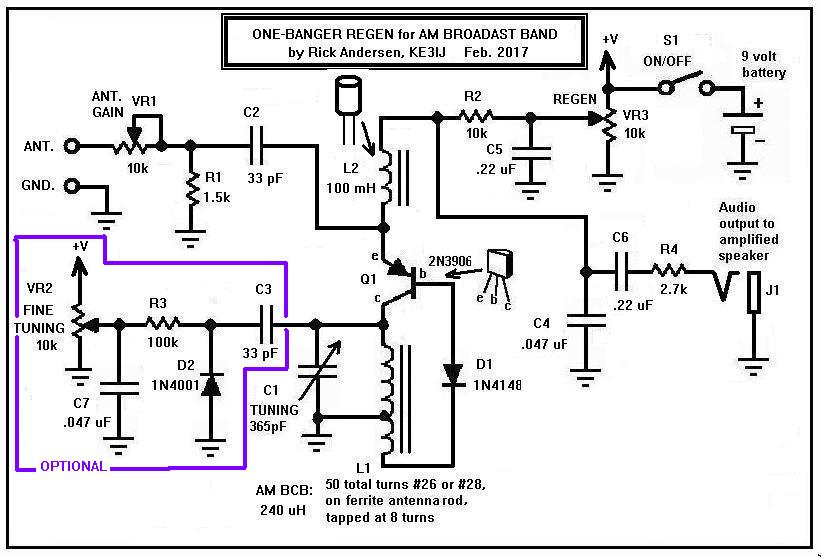 ONE-BANGER REGEN for AM BROADAST BAND
by Rick Andersen, KE3IJ Feb. 2017
+V
S1
ON/OFF
9 volt
battery
+
−
ANT.
GAIN
VR1
10k
ANT.
GND.
C2
33 pF
R1
1.5k
L2
100 mH
R2
10k
C5
.22 uF
REGEN
VR3
10k
Audio
output to
amplified
speaker
C6
.22 uF
R4
2.7k
J1
C4
.047 uF
e
Q1
b
c
2N3906
e b c
+V
VR2
FINE
TUNING
10k
R3
100k
C3
33 pF
D2
1N4001
C7
.047 uF
OPTIONAL
C1
TUNING
365pF
D1
1N4148
L1
AM BCB:
240 uH
50 total turns #26 or #28,
on ferrite antenna rod,
tapped at 8 turns